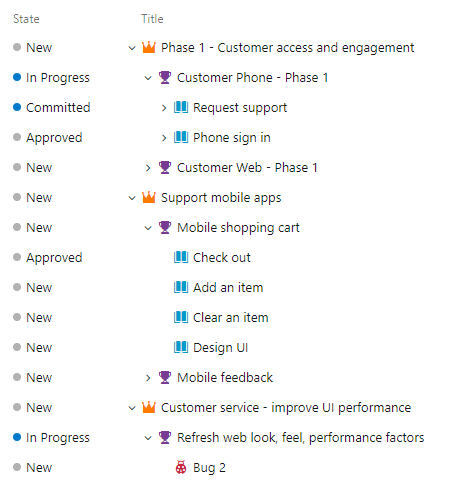 State Title
New Phase 1 - Customer access and engagement
In Progress Customer Phone - Phase 1
Committed Request support
Approved Phone sign in
New Customer Web - Phase 1
New Support mobile apps
New Mobile shopping cart
Approved Check out
New Add an item
New Clear an item
New Design UI
New Mobile feedback
New Customer service - improve UI performance
In Progress Refresh web look, feel, performance factors
New Bug 2